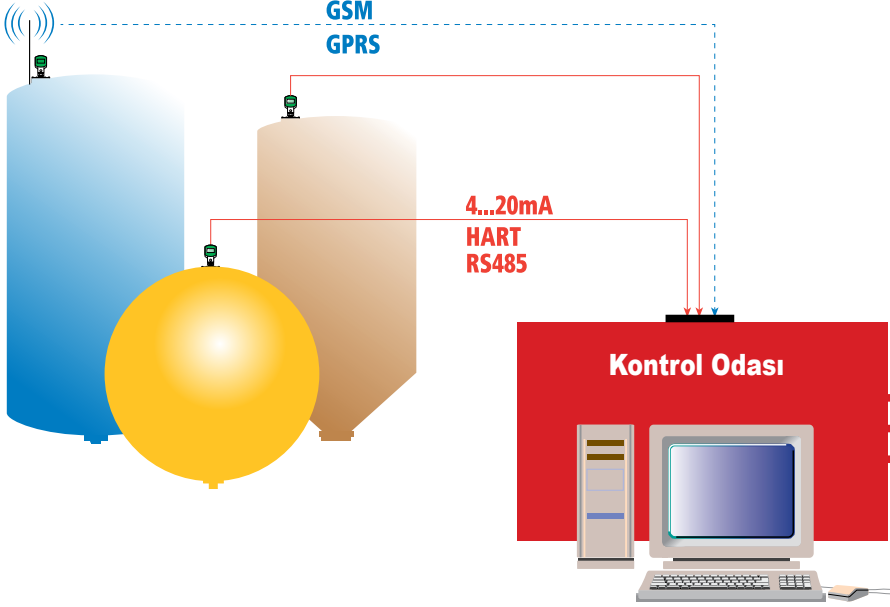 GSM
GPRS
4...20mA
HART
RS485
Kontrol Odası